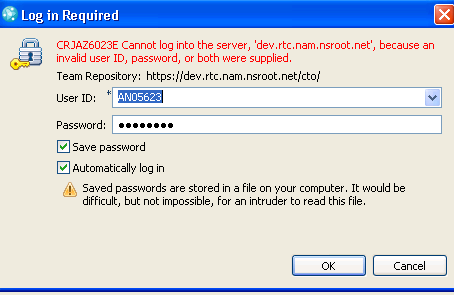 Log in Required
CRJAZ6023E Cannot log into the server, 'dev.rtc.nam.nsroot.net', because an
invalid user ID, password, or both were supplied.
Team Repository: https://dev.rtc.nam.nsroot.net/cto/
User ID: * AN05623
Password: ●●●●●●●●
Save password
Automatically log in
Saved passwords are stored in a file on your computer. It would be
difficult, but not impossible, for an intruder to read this file.
OK Cancel